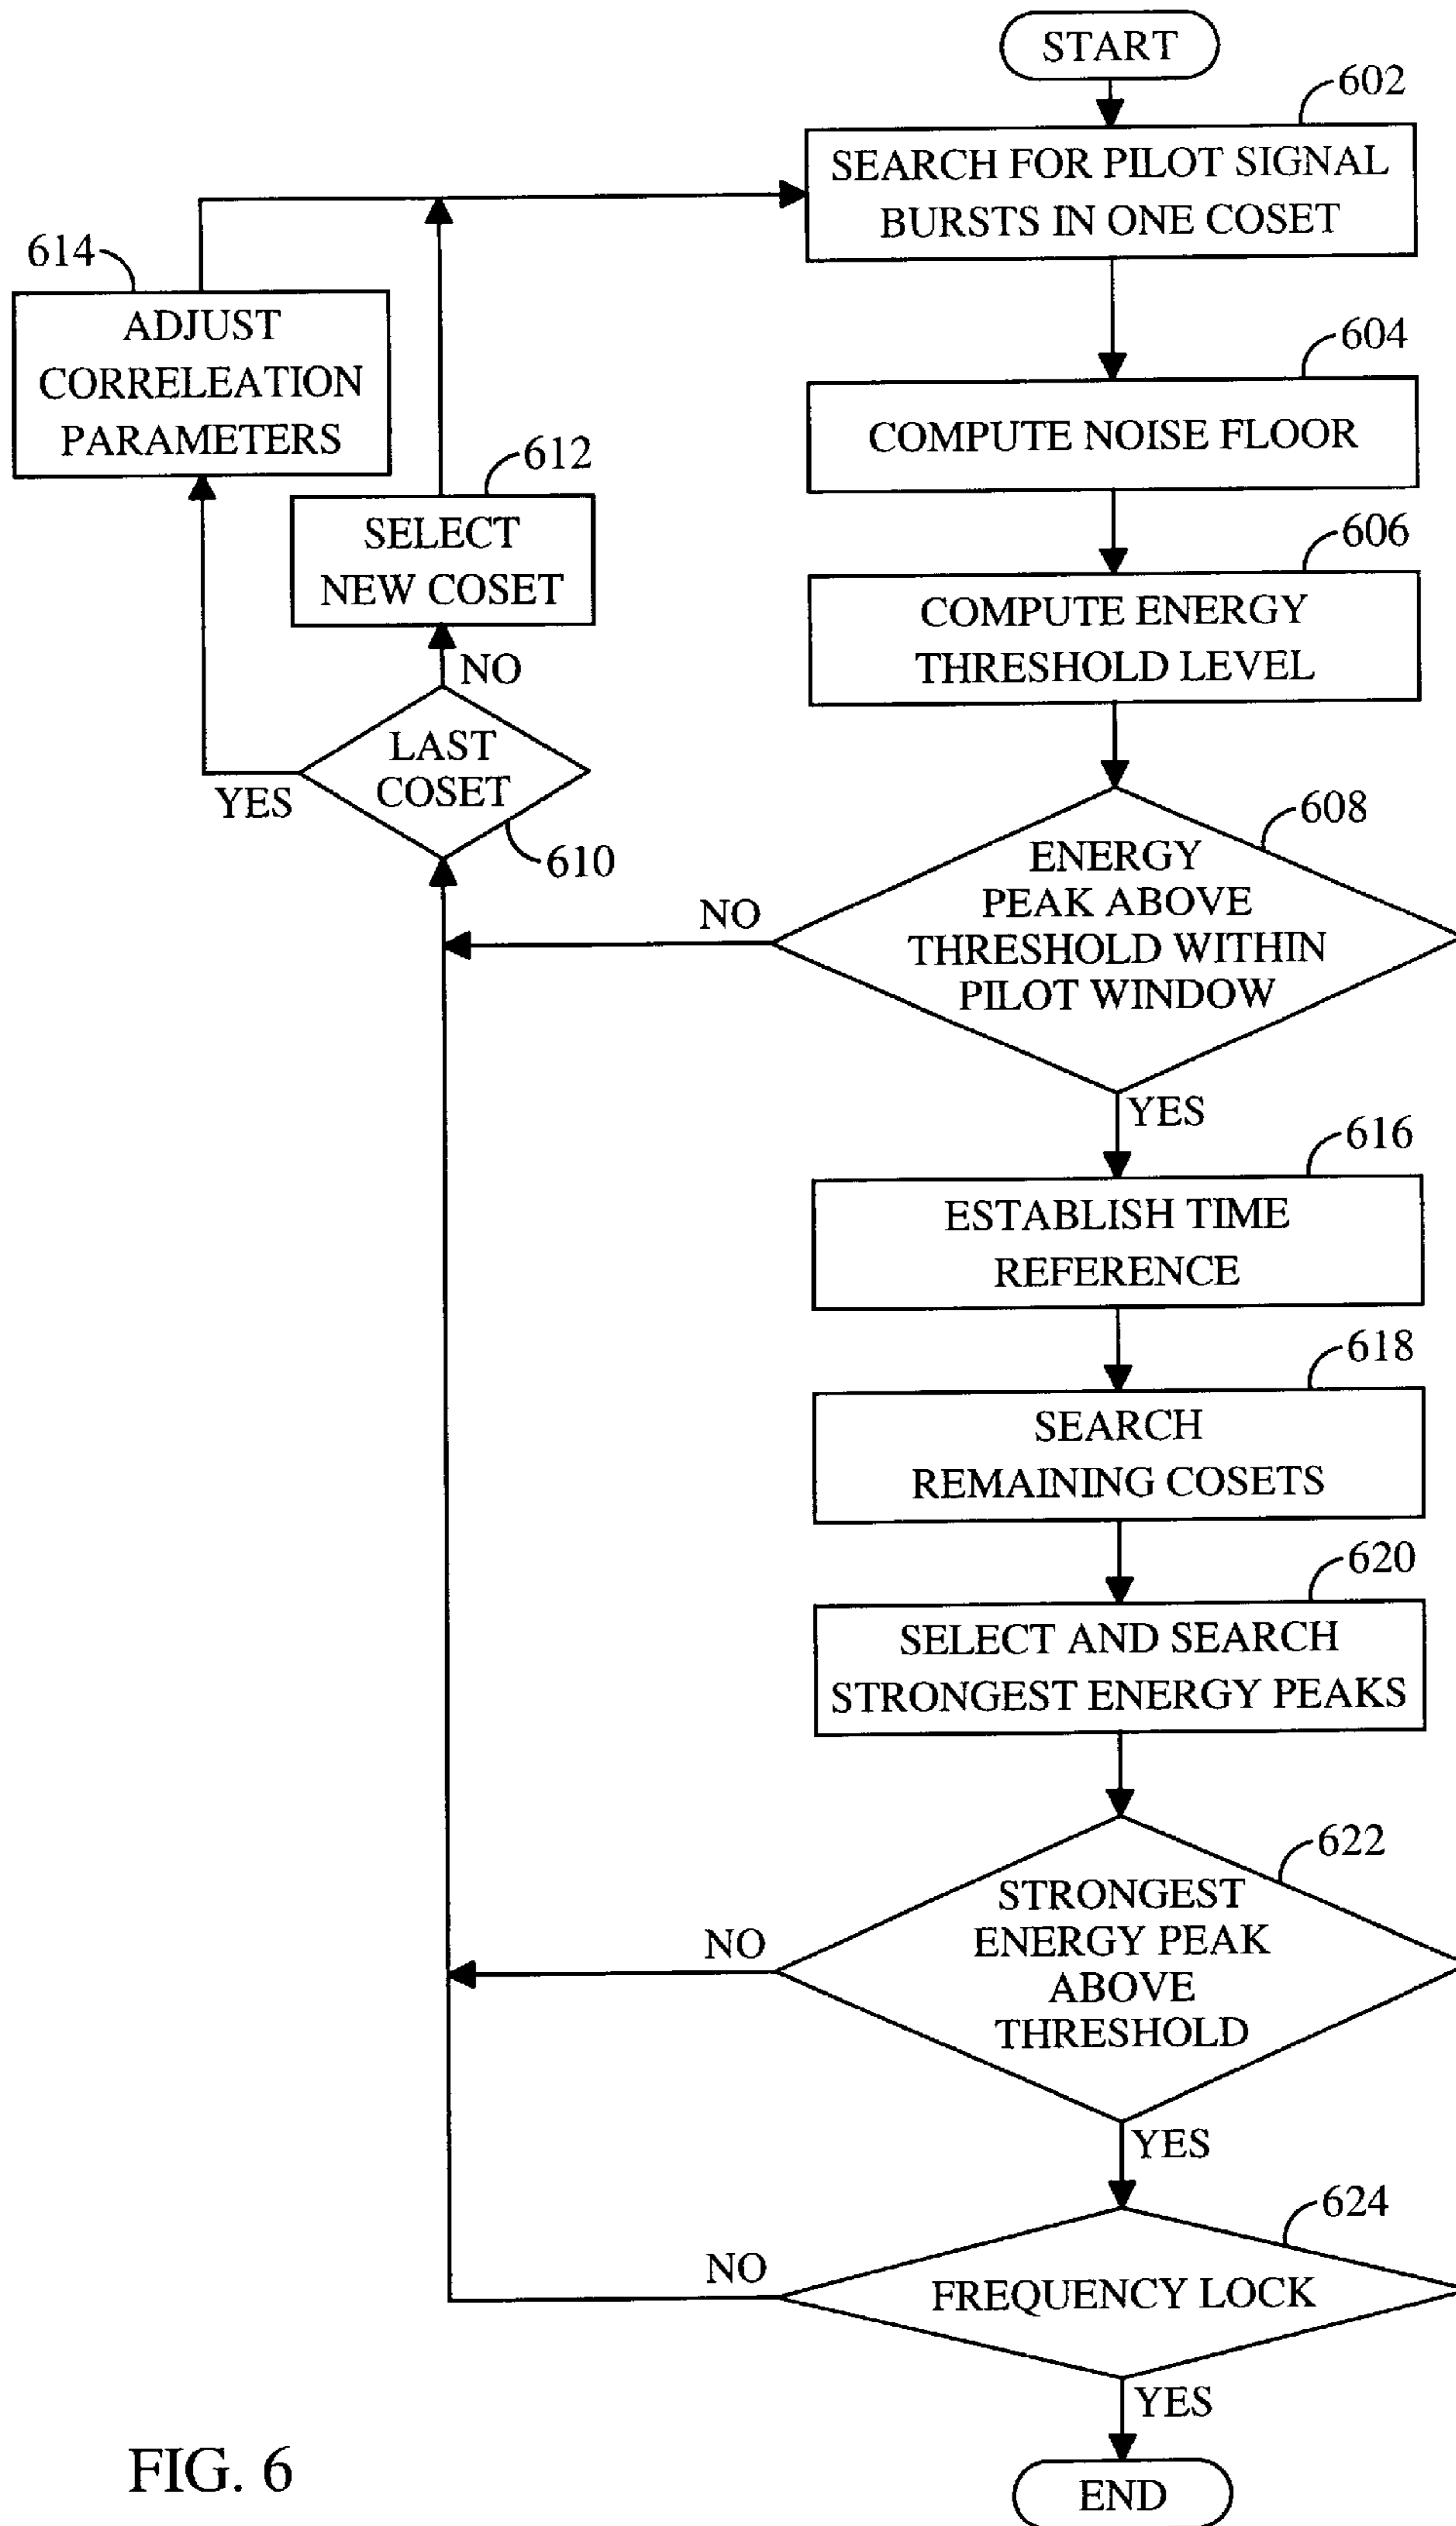 START
602
SEARCH FOR PILOT SIGNAL
BURSTS IN ONE COSET
614
ADJUST
CORRELEATION
PARAMETERS
604
COMPUTE NOISE FLOOR
612
SELECT
NEW COSET
606
COMPUTE ENERGY
THRESHOLD LEVEL
NO
LAST
COSET
YES
610
608
ENERGY
PEAK ABOVE
THRESHOLD WITHIN
PILOT WINDOW
NO
YES
616
ESTABLISH TIME
REFERENCE
618
SEARCH
REMAINING COSETS
620
SELECT AND SEARCH
STRONGEST ENERGY PEAKS
622
STRONGEST
ENERGY PEAK
ABOVE
THRESHOLD
NO
YES
624
FREQUENCY LOCK
NO
YES
END
FIG. 6